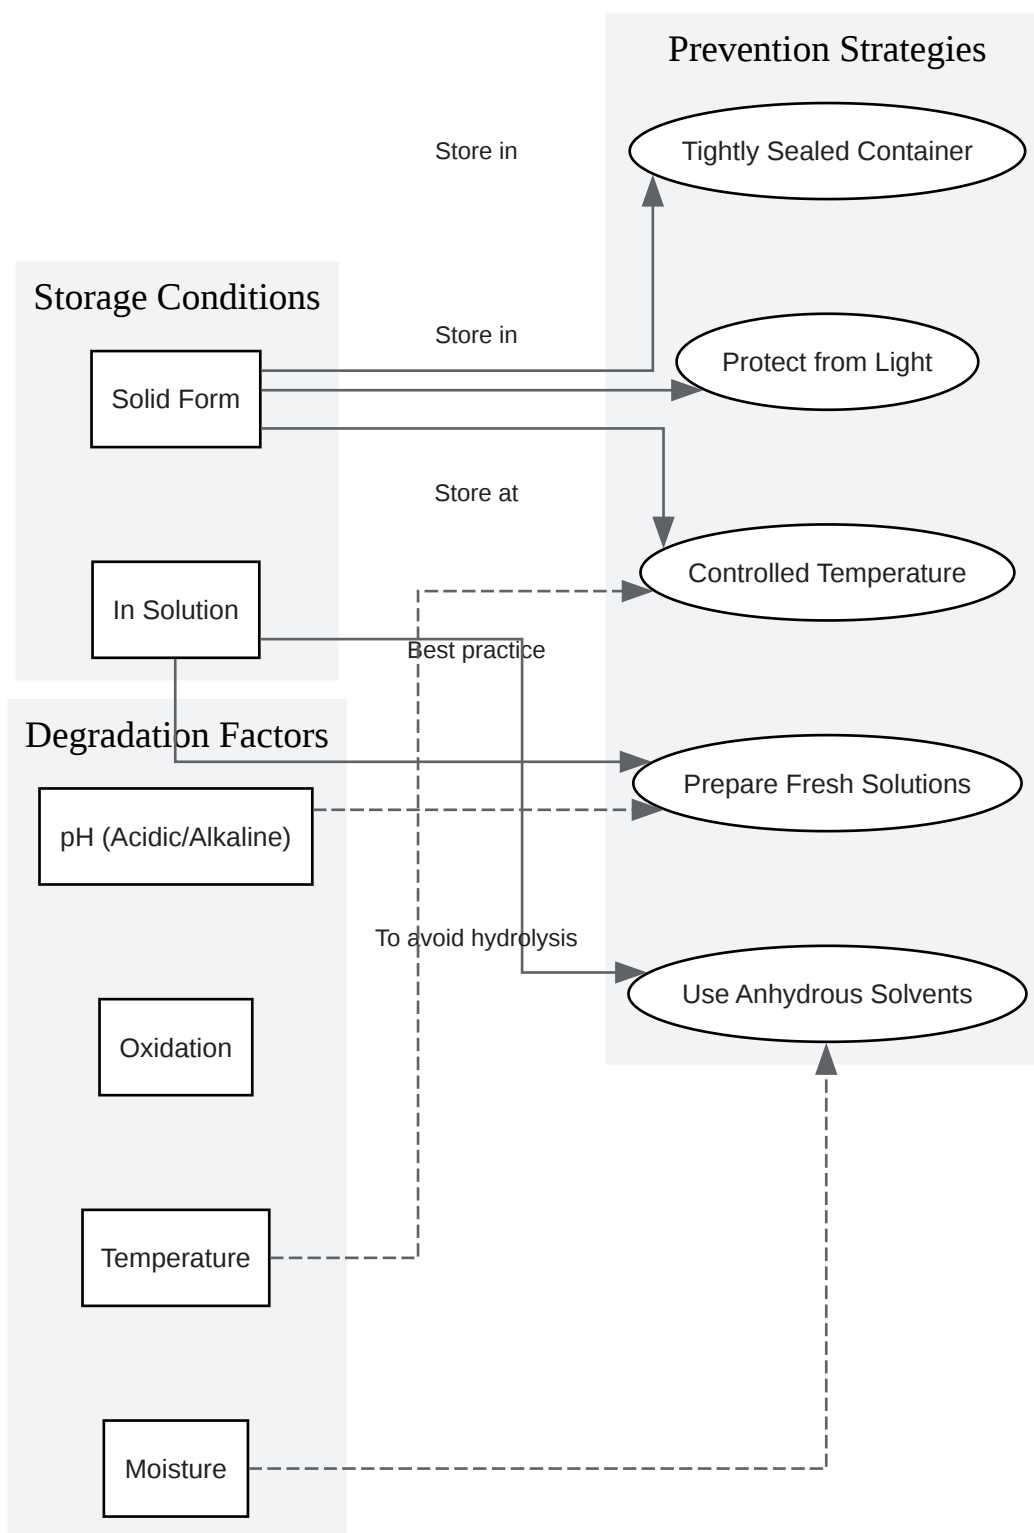 Prevention Strategies
Store in
Tightly Sealed Container
Storage Conditions
Store in
Protect from Light
Solid Form
Store at
Controlled Temperature
In Solution
Best practice
Degradation Factors
Prepare Fresh Solutions
pH (Acidic/Alkaline)
To avoid hydrolysis
Use Anhydrous Solvents
Oxidation
Temperature
Moisture